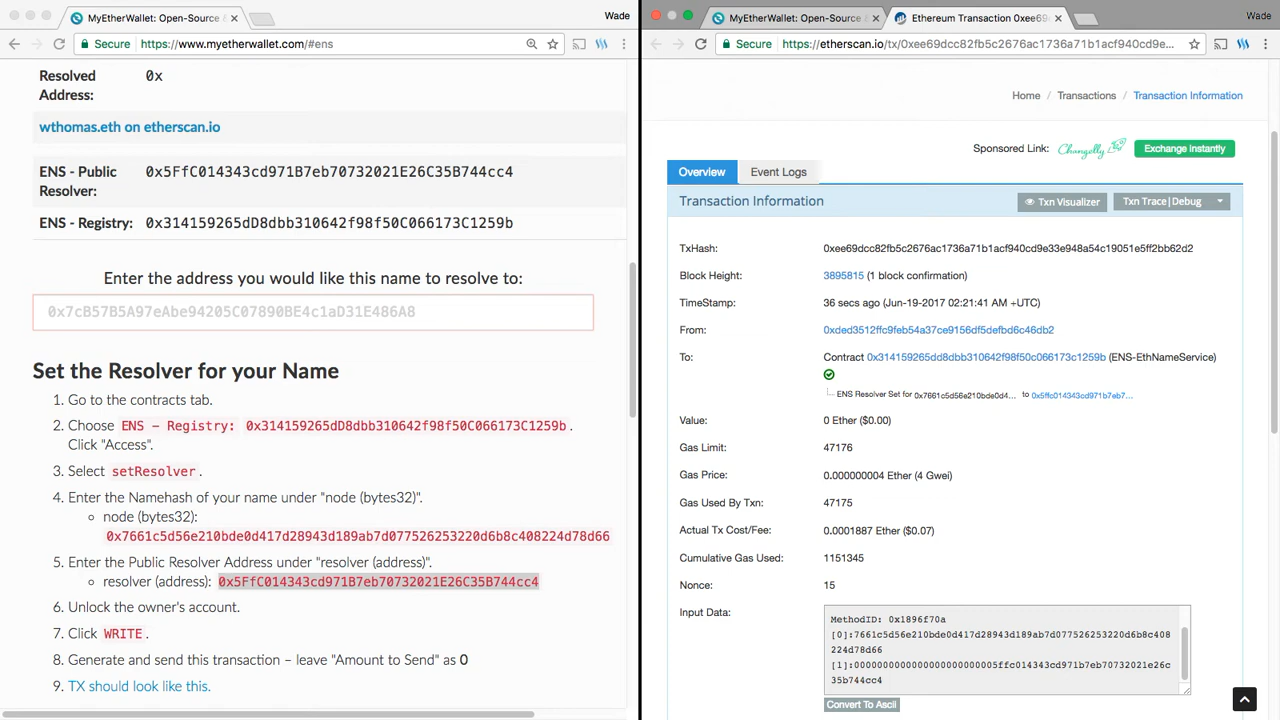 MyEtherWallet: Open-Source &
Wade
Secure
https://www.myetherwallet.com/#ens
Resolved Address:
0x
wthomas.eth on etherscan.io
ENS - Public Resolver:
0x5FfC014343cd971B7eb70732021E26C35B744cc4
ENS - Registry:
0x314159265dD8dbb310642f98f50C066173C1259b
Enter the address you would like this name to resolve to:
0x7cB57B5A97eAbe94205C07890BE4c1aD31E486A8
Set the Resolver for your Name
1. Go to the contracts tab.
2. Choose ENS - Registry: 0x314159265dD8dbb310642f98f50C066173C1259b.
Click "Access".
3. Select setResolver.
4. Enter the Namehash of your name under "node (bytes32)".
node (bytes32):
0x7661c5d56e210bde0d417d28943d189ab7d077526253220d6b8c408224d78d66
5. Enter the Public Resolver Address under "resolver (address)".
resolver (address): 0x5FfC014343cd971B7eb70732021E26C35B744cc4
6. Unlock the owner's account.
7. Click WRITE.
8. Generate and send this transaction – leave "Amount to Send" as 0
9. TX should look like this.
MyEtherWallet: Open-Source &
Ethereum Transaction 0xee69
Wade
Secure
https://etherscan.io/tx/0xee69dcc82fb5c2676ac1736a71b1acf940cd9e...
Home / Transactions / Transaction Information
Sponsored Link: Changelly Exchange Instantly
Overview
Event Logs
Transaction Information
Txn Visualizer
Txn Trace|Debug
TxHash:
0xee69dcc82fb5c2676ac1736a71b1acf940cd9e33e948a54c19051e5ff2bb62d2
Block Height:
3895815 (1 block confirmation)
TimeStamp:
36 secs ago (Jun-19-2017 02:21:41 AM +UTC)
From:
0xded3512ffc9feb54a37ce9156df5defbd6c46db2
To:
Contract 0x314159265dd8dbb310642f98f50c066173c1259b (ENS-EthNameService)
ENS Resolver Set for 0x7661c5d56e210bde0d4... to 0x5ffc014343cd971b7eb7...
Value:
0 Ether ($0.00)
Gas Limit:
47176
Gas Price:
0.000000004 Ether (4 Gwei)
Gas Used By Txn:
47175
Actual Tx Cost/Fee:
0.0001887 Ether ($0.07)
Cumulative Gas Used:
1151345
Nonce:
15
Input Data:
MethodID: 0x1896f70a
[0]:7661c5d56e210bde0d417d28943d189ab7d077526253220d6b8c408
224d78d66
[1]:0000000000000000000000005ffc014343cd971b7eb70732021e26c
35b744cc4
Convert To Ascii